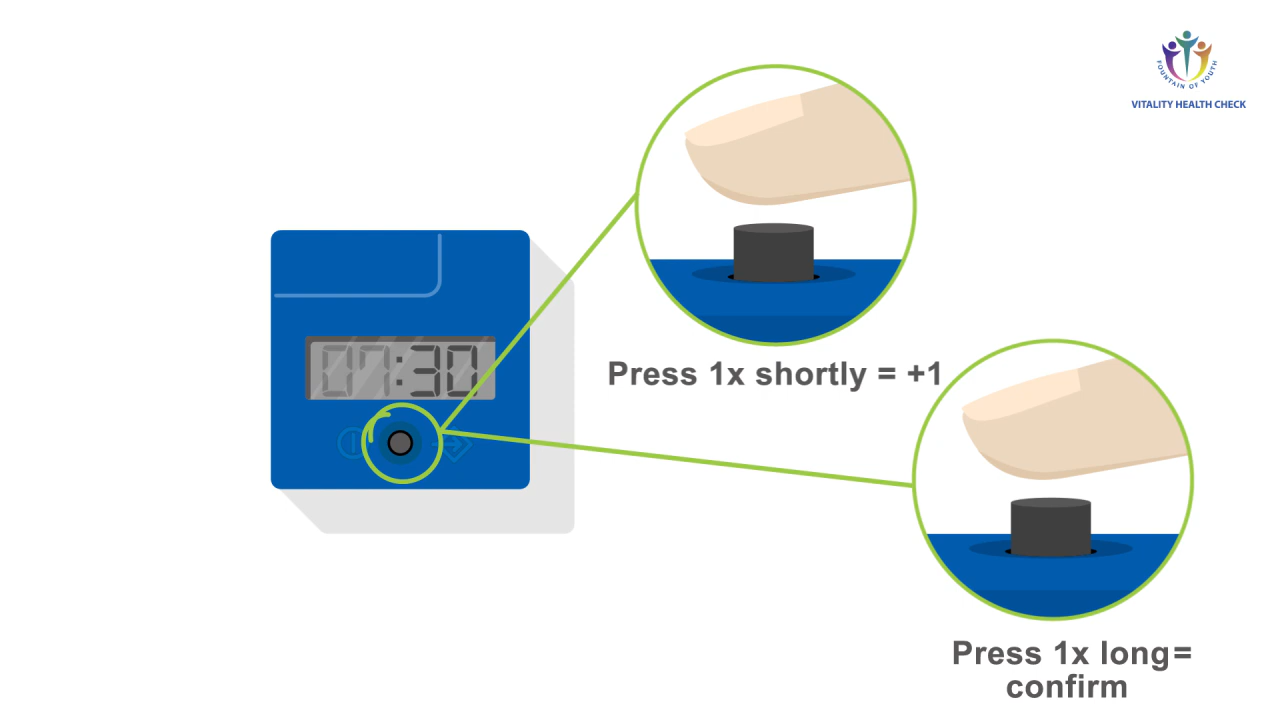 FOUNTAIN OF YOUTH
VITALITY HEALTH CHECK
07:30
Press 1x shortly = +1
Press 1x long=
confirm